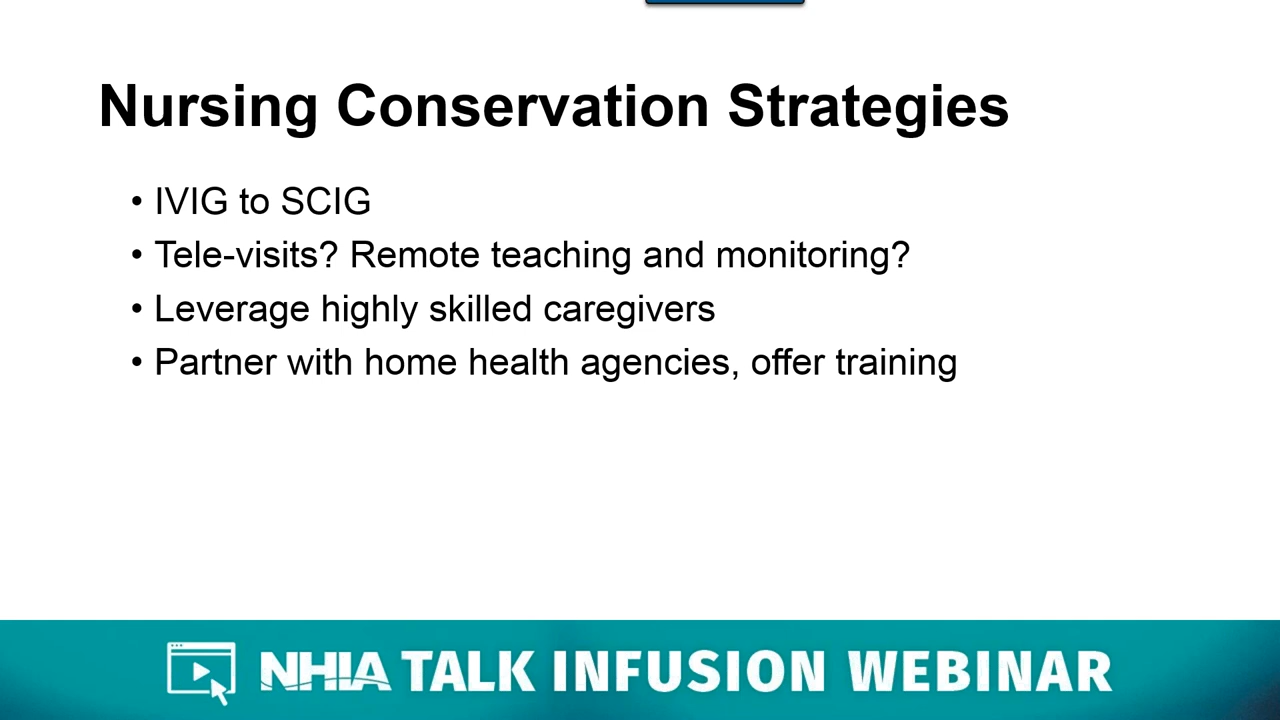 Nursing Conservation Strategies
• IVIG to SCIG
• Tele-visits? Remote teaching and monitoring?
• Leverage highly skilled caregivers
• Partner with home health agencies, offer training
NHIA TALK INFUSION WEBINAR